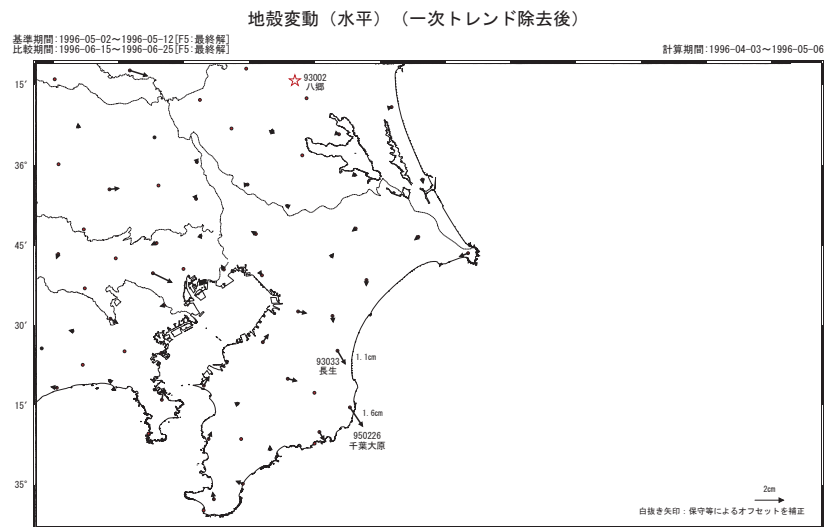 地殻変動（水平）（一次トレンド除去後）
基準期間:1996-05-02～1996-05-12[F5:最終解]
比較期間:1996-06-15～1996-06-25[F5:最終解]
計算期間:1996-04-03～1996-05-06
15′
93002
八郷
36°
45′
30′
93033
長生
1.1cm
15′
1.6cm
950226
千葉大原
35°
2cm
白抜き矢印：保守等によるオフセットを補正